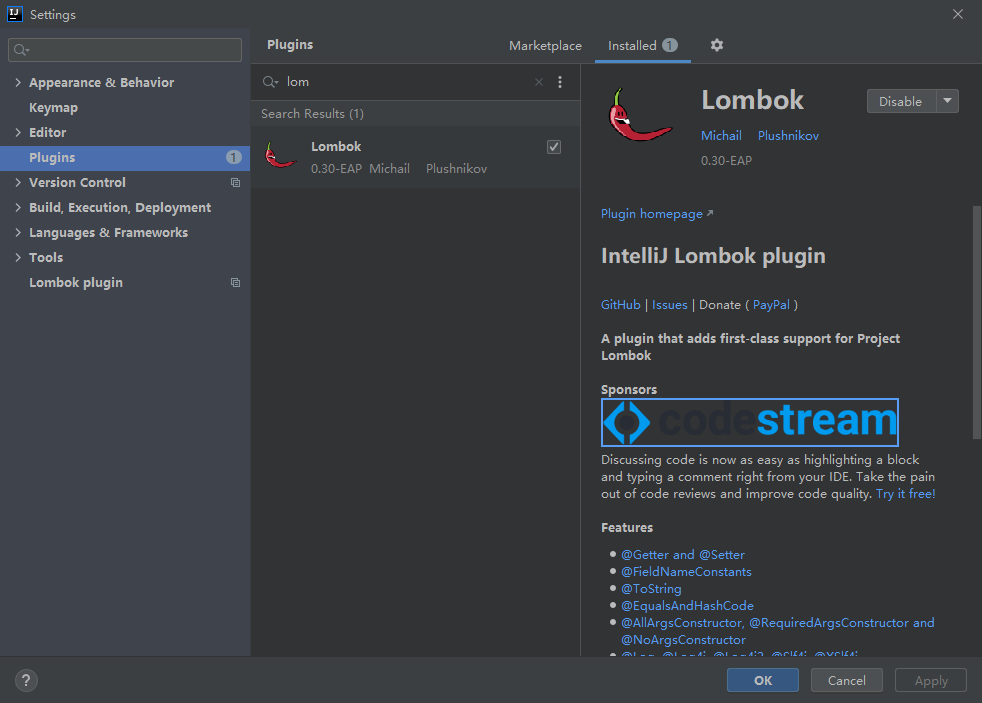 Settings
Appearance & Behavior
Keymap
Editor
Plugins 1
Version Control
Build, Execution, Deployment
Languages & Frameworks
Tools
Lombok plugin
Plugins
Marketplace
Installed 1
lom
Search Results (1)
Lombok
0.30-EAP Michail Plushnikov
Lombok
Disable
Michail Plushnikov
0.30-EAP
Plugin homepage
IntelliJ Lombok plugin
GitHub | Issues | Donate ( PayPal )
A plugin that adds first-class support for Project
Lombok
Sponsors
codestream
Discussing code is now as easy as highlighting a block
and typing a comment right from your IDE. Take the pain
out of code reviews and improve code quality. Try it free!
Features
@Getter and @Setter
@FieldNameConstants
@ToString
@EqualsAndHashCode
@AllArgsConstructor, @RequiredArgsConstructor and
@NoArgsConstructor
@Log, @Log4j, @Log4j2, @Slf4j, @XSlf4j,
?
OK
Cancel
Apply